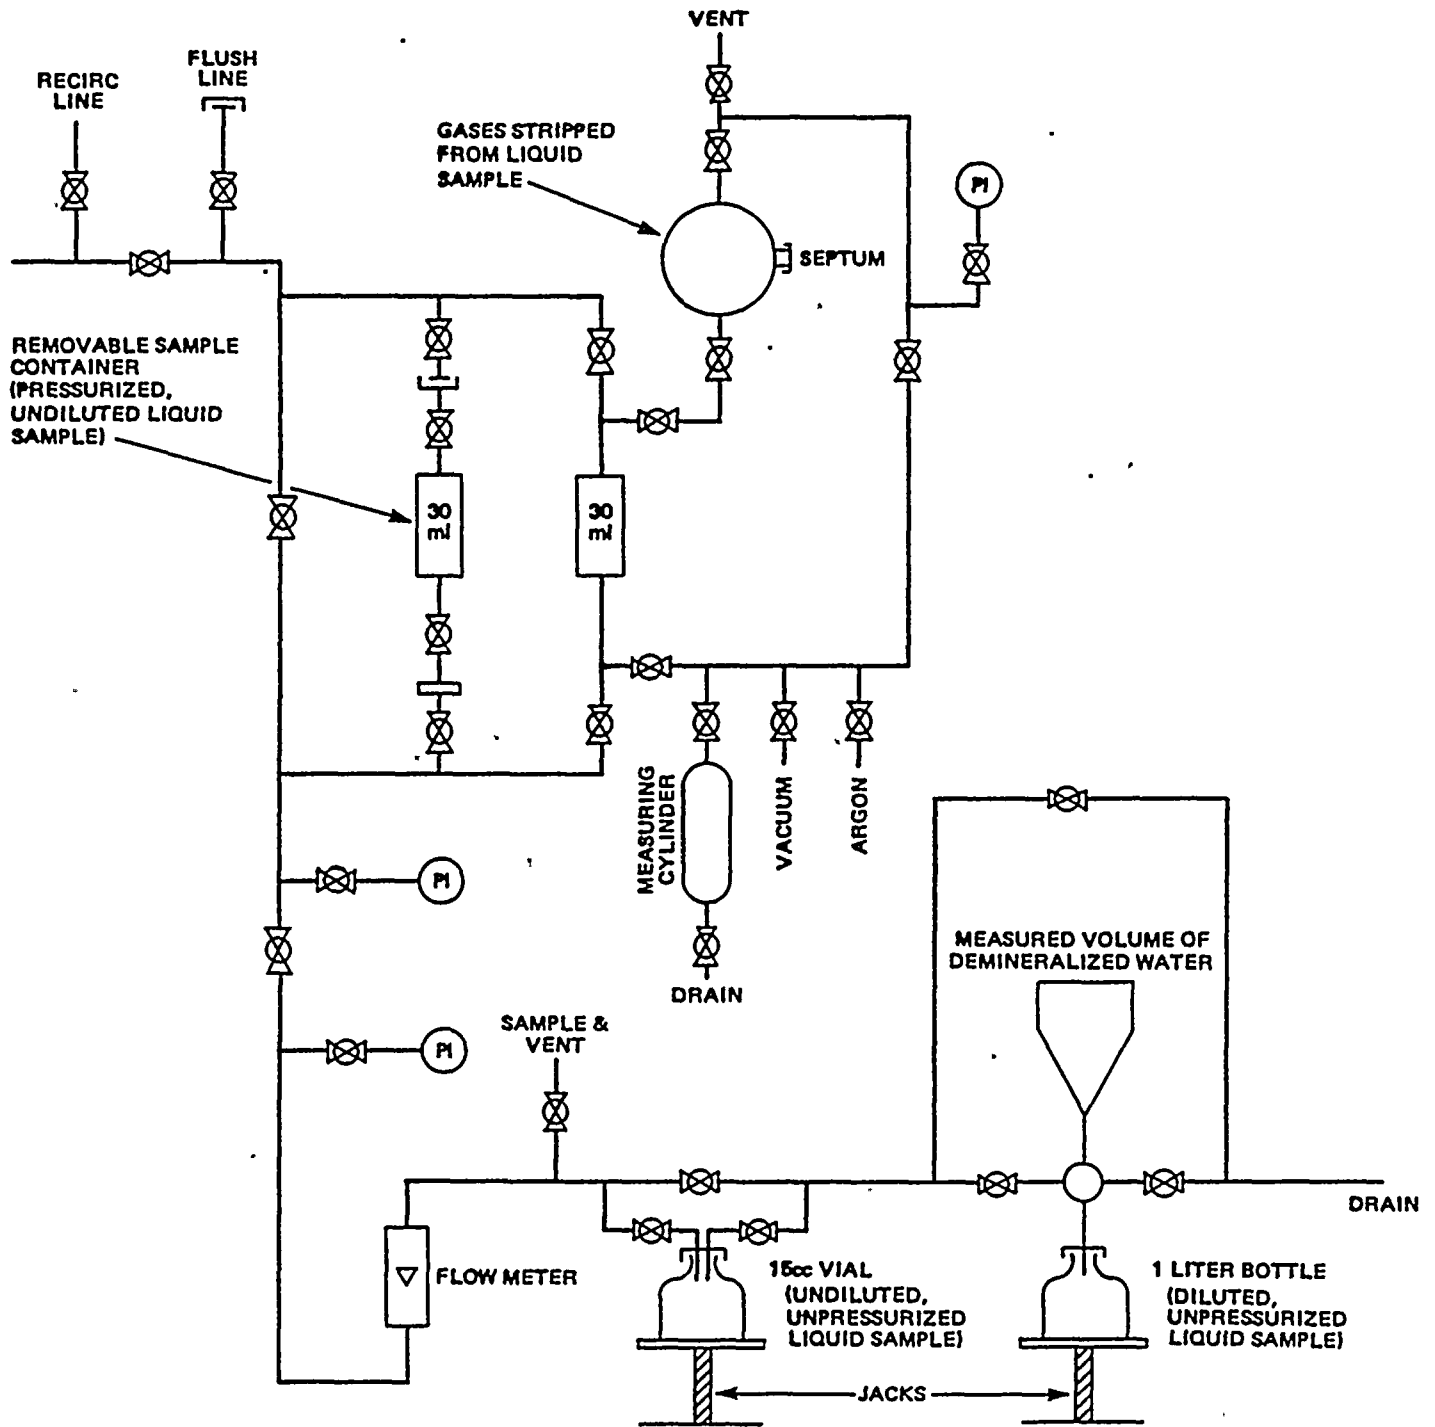 VENT
FLUSH
LINE
RECIRC
LINE
GASES STRIPPED
FROM LIQUID
SAMPLE
PI
SEPTUM
REMOVABLE SAMPLE
CONTAINER
(PRESSURIZED,
UNDILUTED LIQUID
SAMPLE)
30
ml
30
ml
MEASURING
CYLINDER
VACUUM
ARGON
PI
MEASURED VOLUME OF
DEMINERALIZED WATER
DRAIN
SAMPLE &
VENT
PI
DRAIN
FLOW METER
15cc VIAL
(UNDILUTED,
UNPRESSURIZED
LIQUID SAMPLE)
1 LITER BOTTLE
(DILUTED,
UNPRESSURIZED
LIQUID SAMPLE)
JACKS